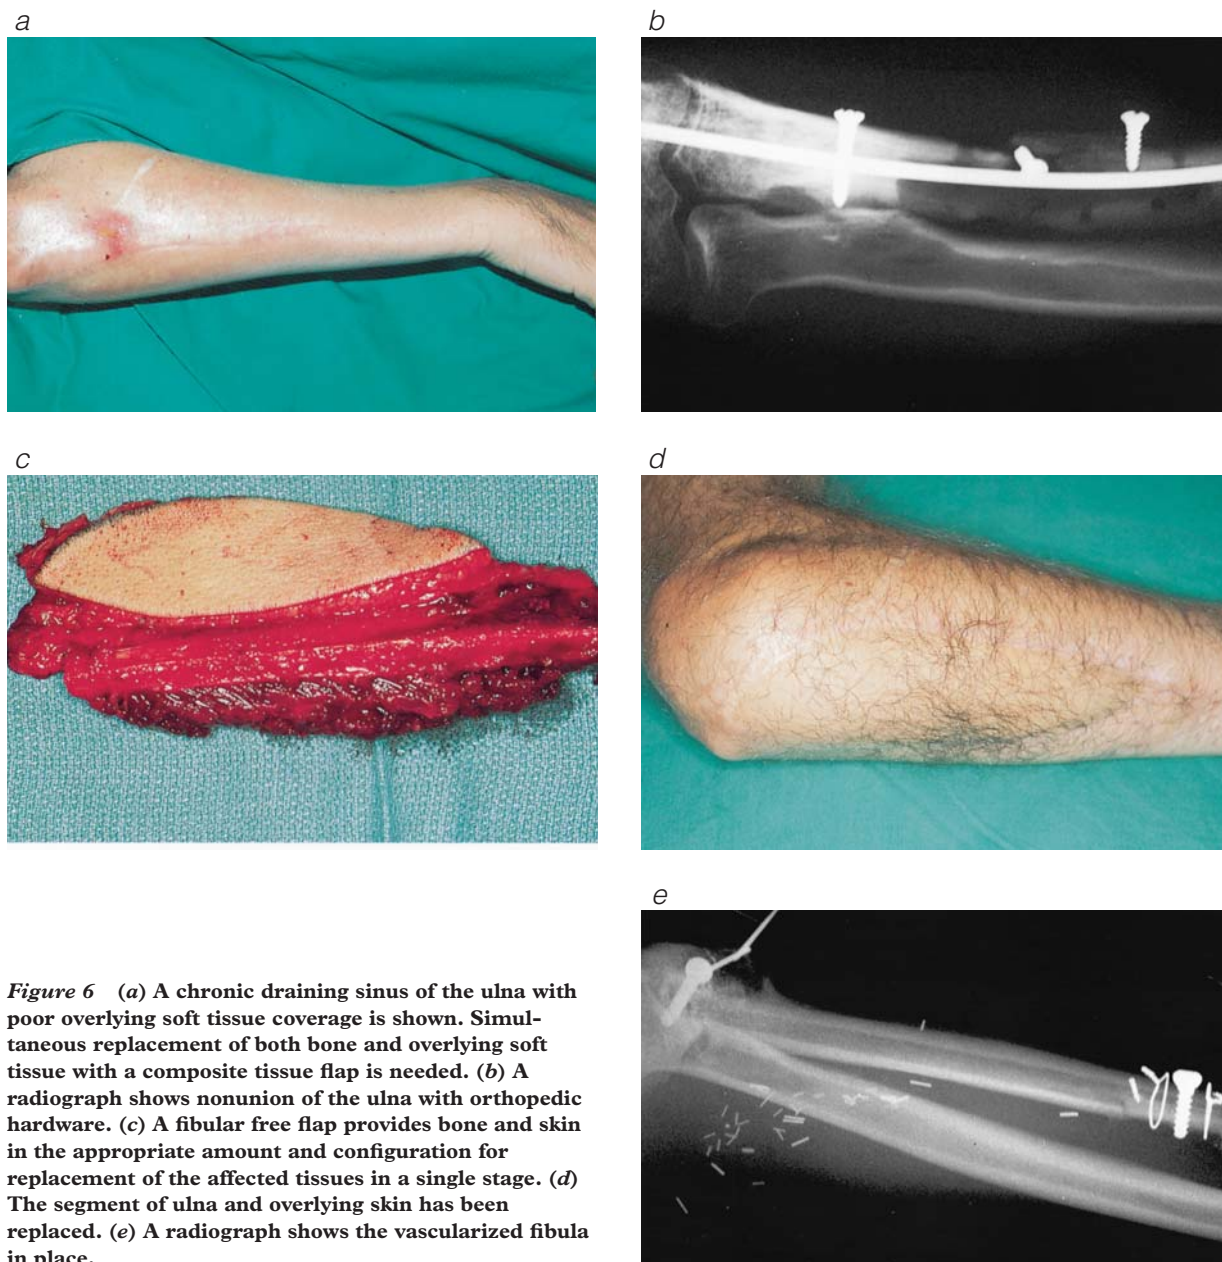 a
b
c
d
e
Figure 6 (a) A chronic draining sinus of the ulna with
poor overlying soft tissue coverage is shown. Simul-
taneous replacement of both bone and overlying soft
tissue with a composite tissue flap is needed. (b) A
radiograph shows nonunion of the ulna with orthopedic
hardware. (c) A fibular free flap provides bone and skin
in the appropriate amount and configuration for
replacement of the affected tissues in a single stage. (d)
The segment of ulna and overlying skin has been
replaced. (e) A radiograph shows the vascularized fibula
in place.